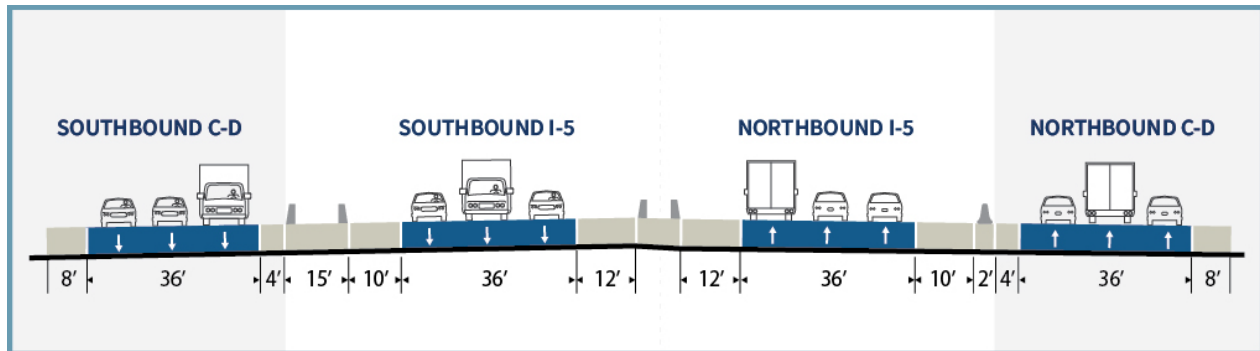 SOUTHBOUND C-D
SOUTHBOUND I-5
NORTHBOUND I-5
NORTHBOUND C-D
8’ 36’ 4’ 15’ 10’ 36’ 12’ 12’ 36’ 10’ 2’ 4’ 36’ 8’